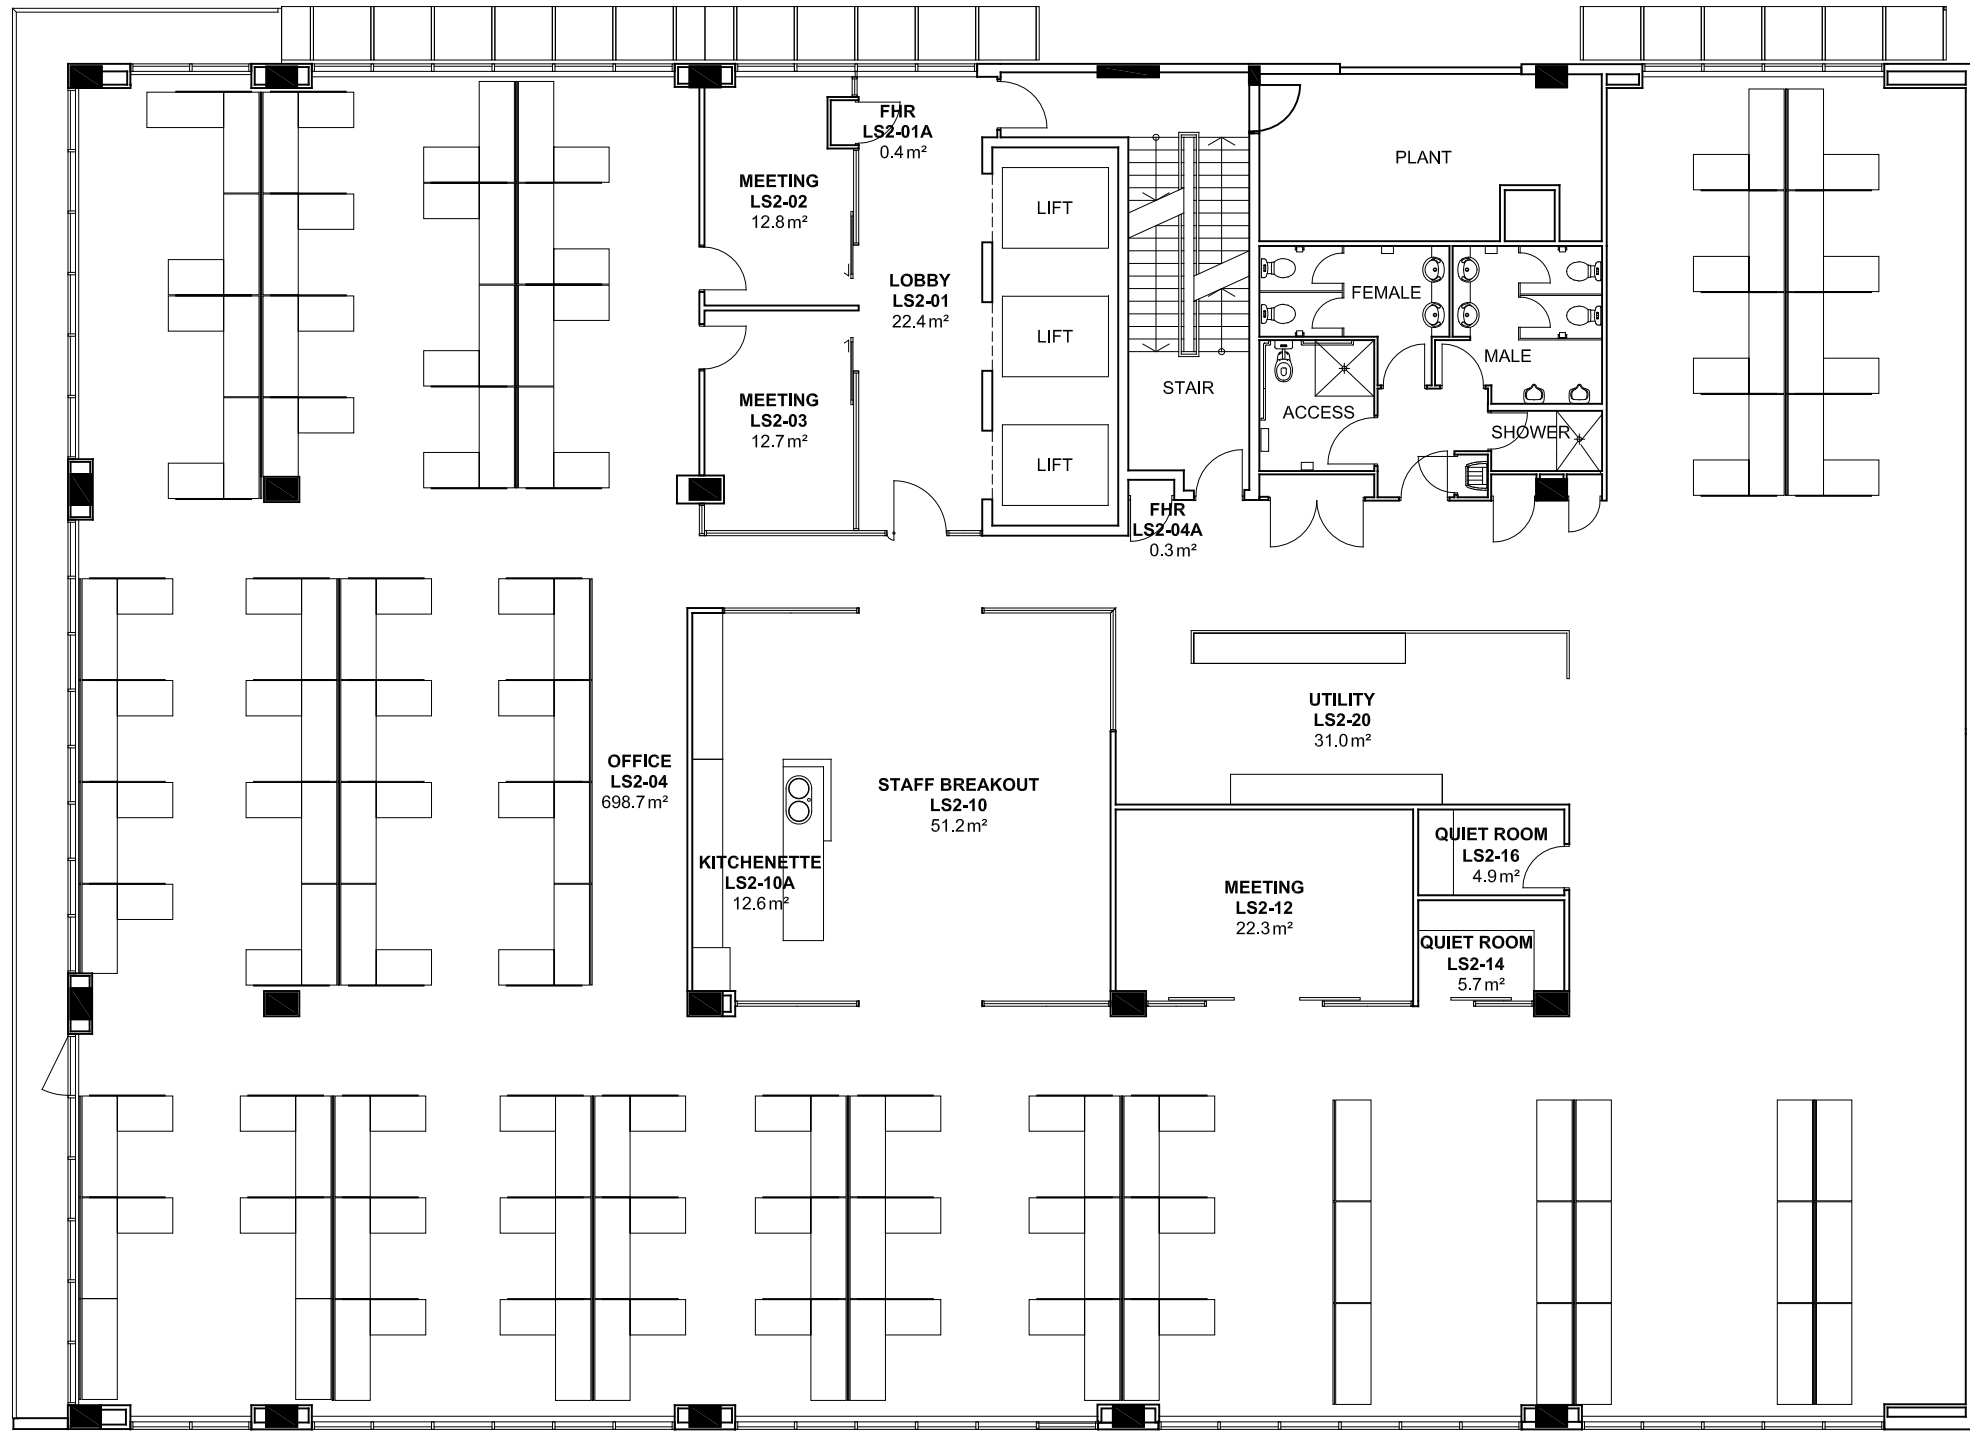 FHR
LS2-01A
0.4 m²
MEETING
LS2-02
12.8 m²
PLANT
LIFT
LOBBY
LS2-01
22.4 m²
FEMALE
LIFT
MALE
STAIR
MEETING
LS2-03
12.7 m²
ACCESS
SHOWER
LIFT
FHR
LS2-04A
0.3 m²
UTILITY
LS2-20
31.0 m²
OFFICE
LS2-04
698.7 m²
STAFF BREAKOUT
LS2-10
51.2 m²
KITCHENETTE
LS2-10A
12.6 m²
QUIET ROOM
LS2-16
4.9 m²
MEETING
LS2-12
22.3 m²
QUIET ROOM
LS2-14
5.7 m²